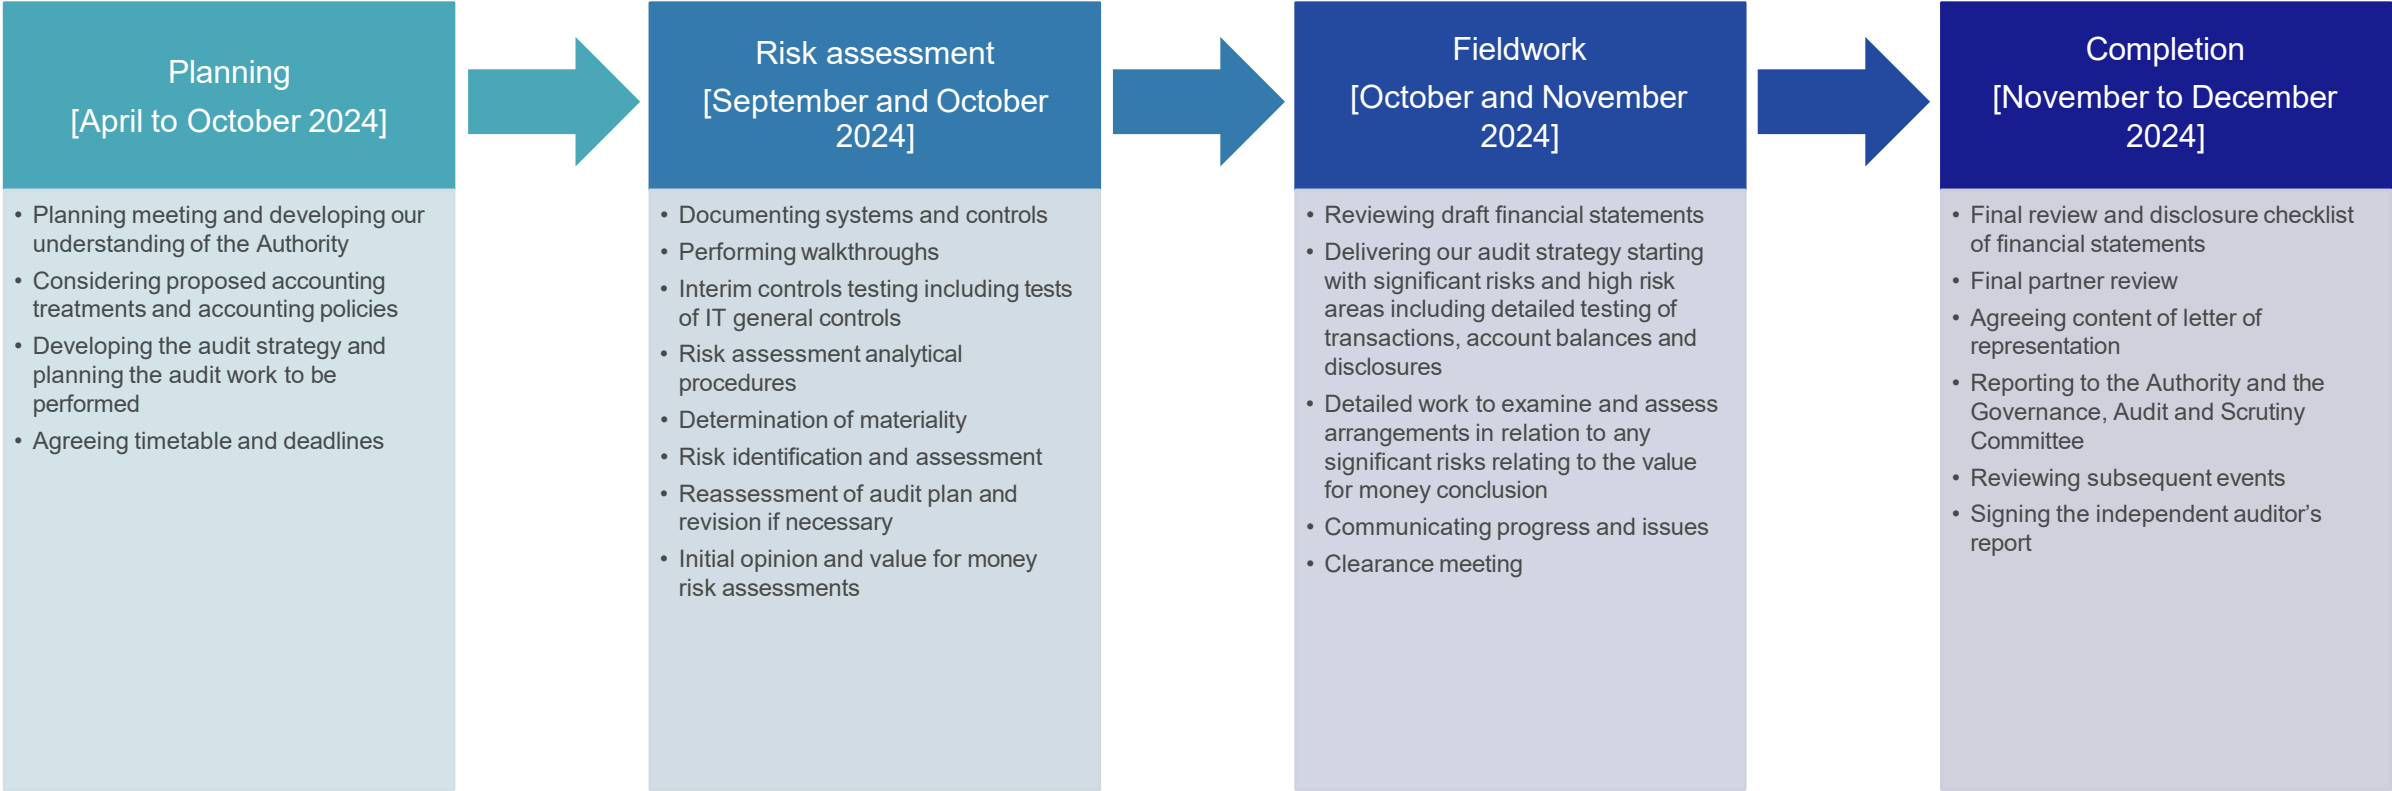 Planning
[April to October 2024]
• Planning meeting and developing our
understanding of the Authority
• Considering proposed accounting
treatments and accounting policies
• Developing the audit strategy and
planning the audit work to be
performed
• Agreeing timetable and deadlines
Risk assessment
[September and October
2024]
• Documenting systems and controls
• Performing walkthroughs
• Interim controls testing including tests
of IT general controls
• Risk assessment analytical
procedures
• Determination of materiality
• Risk identification and assessment
• Reassessment of audit plan and
revision if necessary
• Initial opinion and value for money
risk assessments
Fieldwork
[October and November
2024]
• Reviewing draft financial statements
• Delivering our audit strategy starting
with significant risks and high risk
areas including detailed testing of
transactions, account balances and
disclosures
• Detailed work to examine and assess
arrangements in relation to any
significant risks relating to the value
for money conclusion
• Communicating progress and issues
• Clearance meeting
Completion
[November to December
2024]
• Final review and disclosure checklist
of financial statements
• Final partner review
• Agreeing content of letter of
representation
• Reporting to the Authority and the
Governance, Audit and Scrutiny
Committee
• Reviewing subsequent events
• Signing the independent auditor’s
report